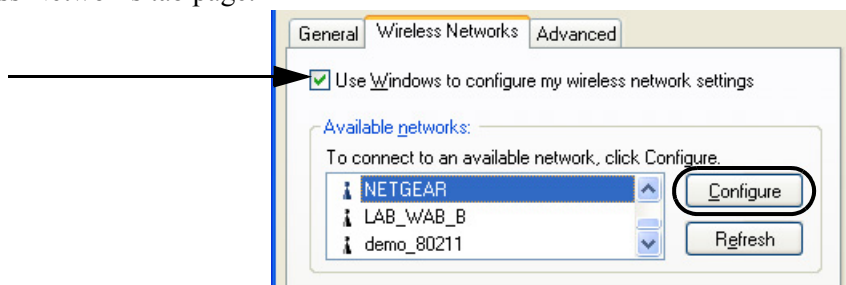 General Wireless Networks Advanced
Use Windows to configure my wireless network settings
Available networks:
To connect to an available network, click Configure.
NETGEAR
Configure
LAB_WAB_B
demo_80211
Refresh